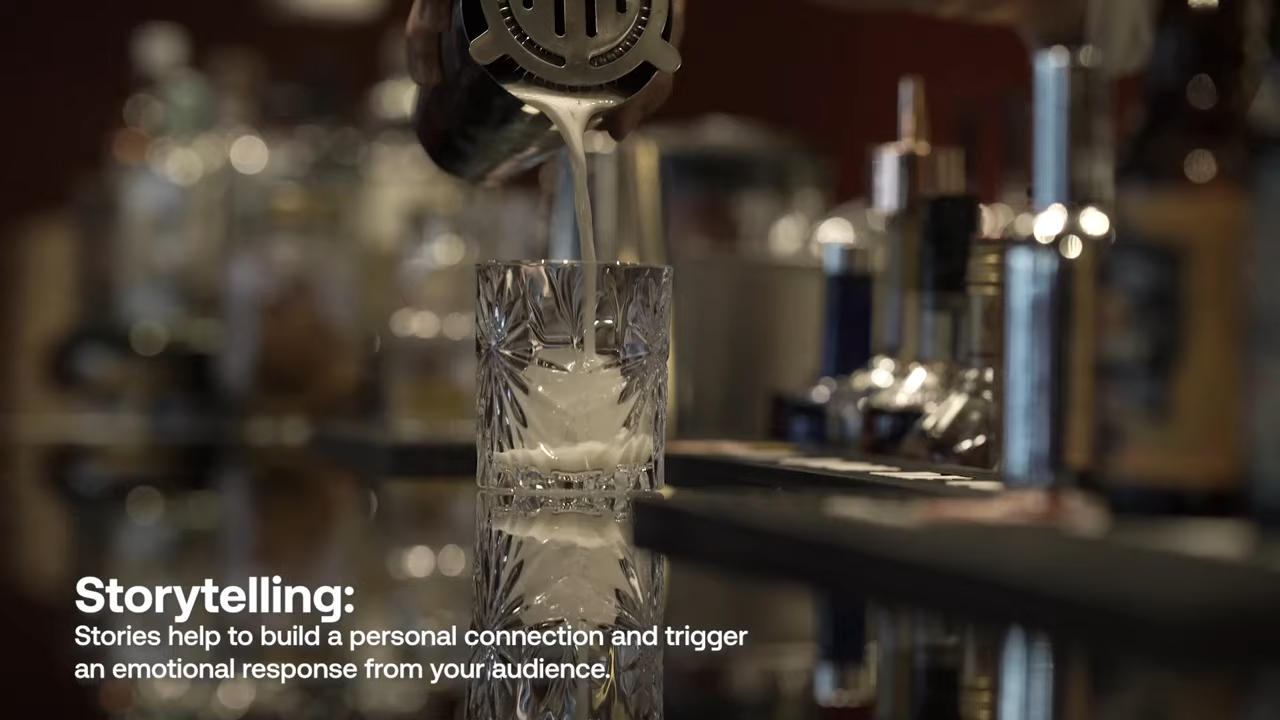 Storytelling:
Stories help to build a personal connection and trigger
an emotional response from your audience.